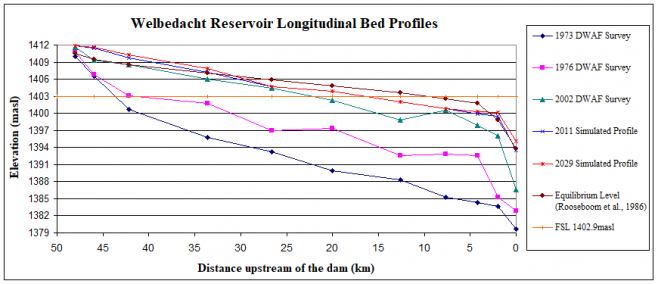 Welbedacht Reservoir Longitudinal Bed Profiles
Elevation (masl)
1412
1409
1406
1403
1400
1397
1394
1391
1388
1385
1382
1379
50 45 40 35 30 25 20 15 10 5 0
Distance upstream of the dam (km)
1973 DWAF Survey
1976 DWAF Survey
2002 DWAF Survey
2011 Simulated Profile
2029 Simulated Profile
Equilibrium Level
(Rooseboom et al., 1986)
FSL 1402.9masl